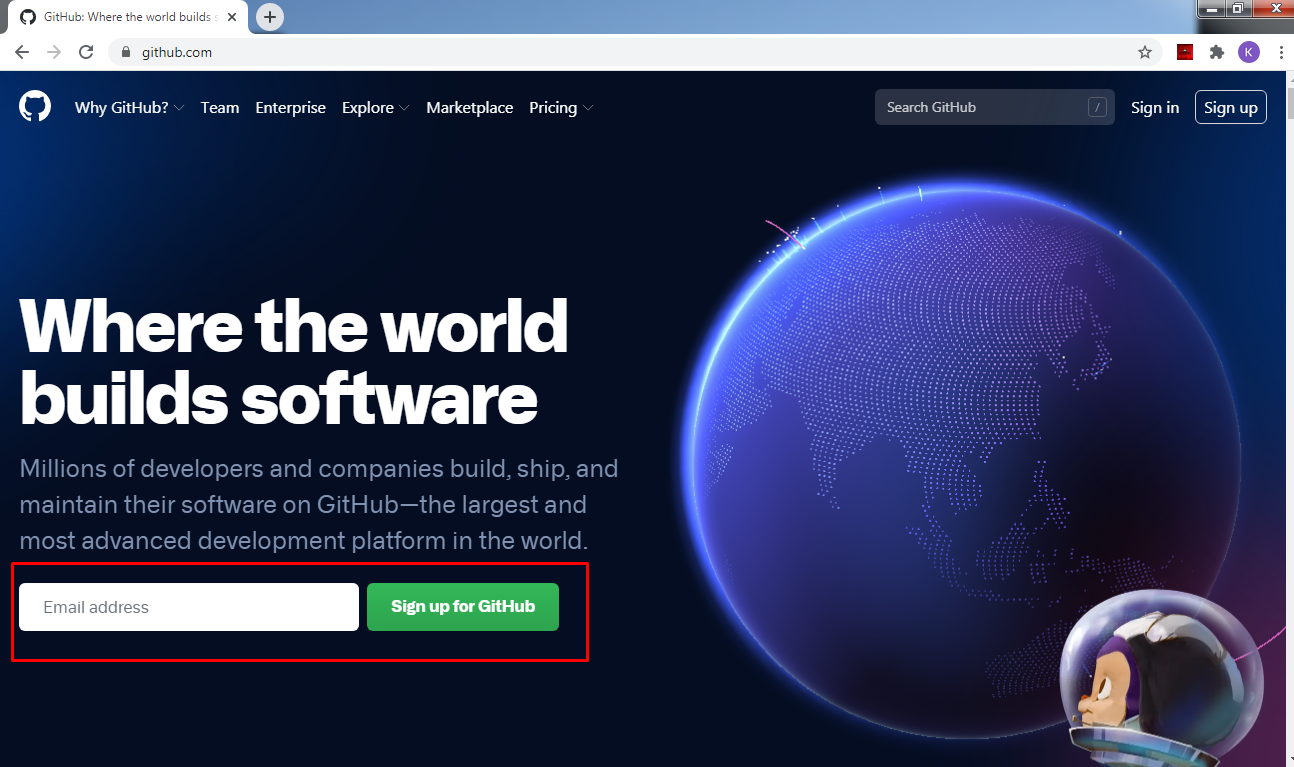 GitHub: Where the world builds s
github.com
K
Why GitHub? Team Enterprise Explore Marketplace Pricing
Search GitHub /
Sign in
Sign up
Where the world
builds software
Millions of developers and companies build, ship, and
maintain their software on GitHub—the largest and
most advanced development platform in the world.
Email address
Sign up for GitHub